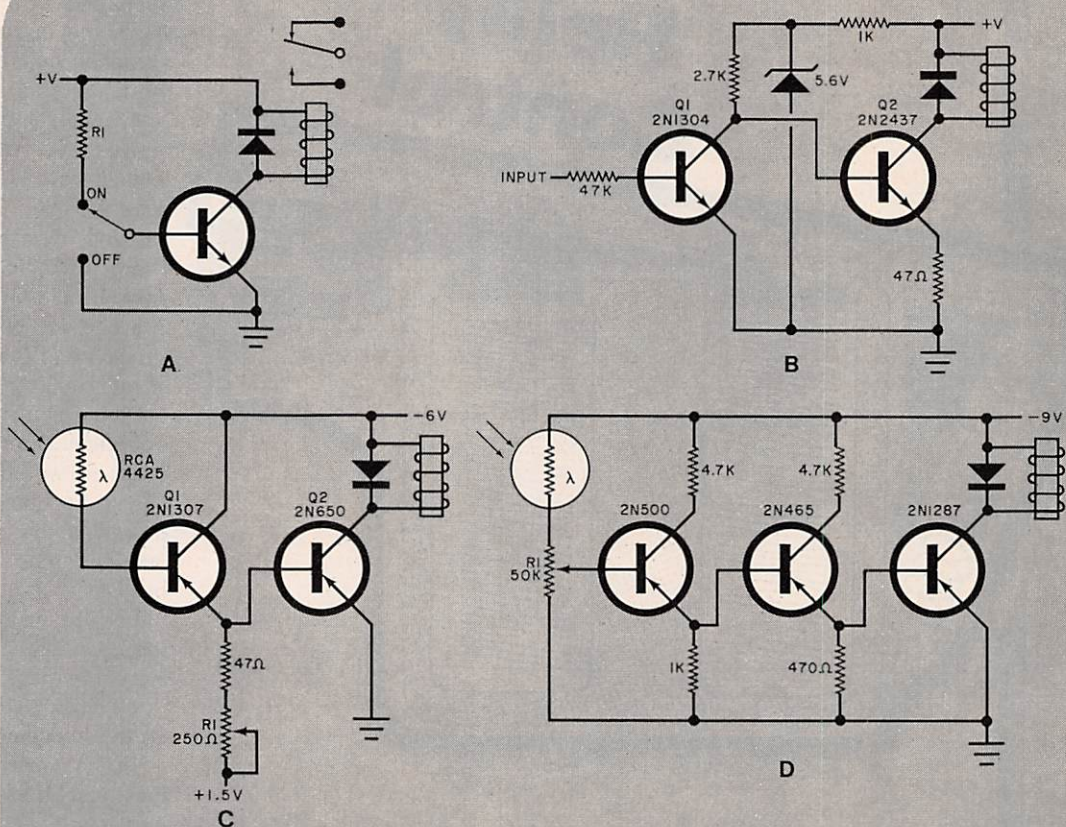 +V
R1
ON
OFF
A
+V
1K
2.7K
5.6V
Q1
2N1304
Q2
2N2437
INPUT
47K
47Ω
B
-6V
RCA
4425
λ
Q1
2N1307
Q2
2N650
47Ω
R1
250Ω
+1.5V
C
-9V
λ
4.7K
4.7K
2N500
2N465
2N1287
R1
50K
1K
470Ω
D